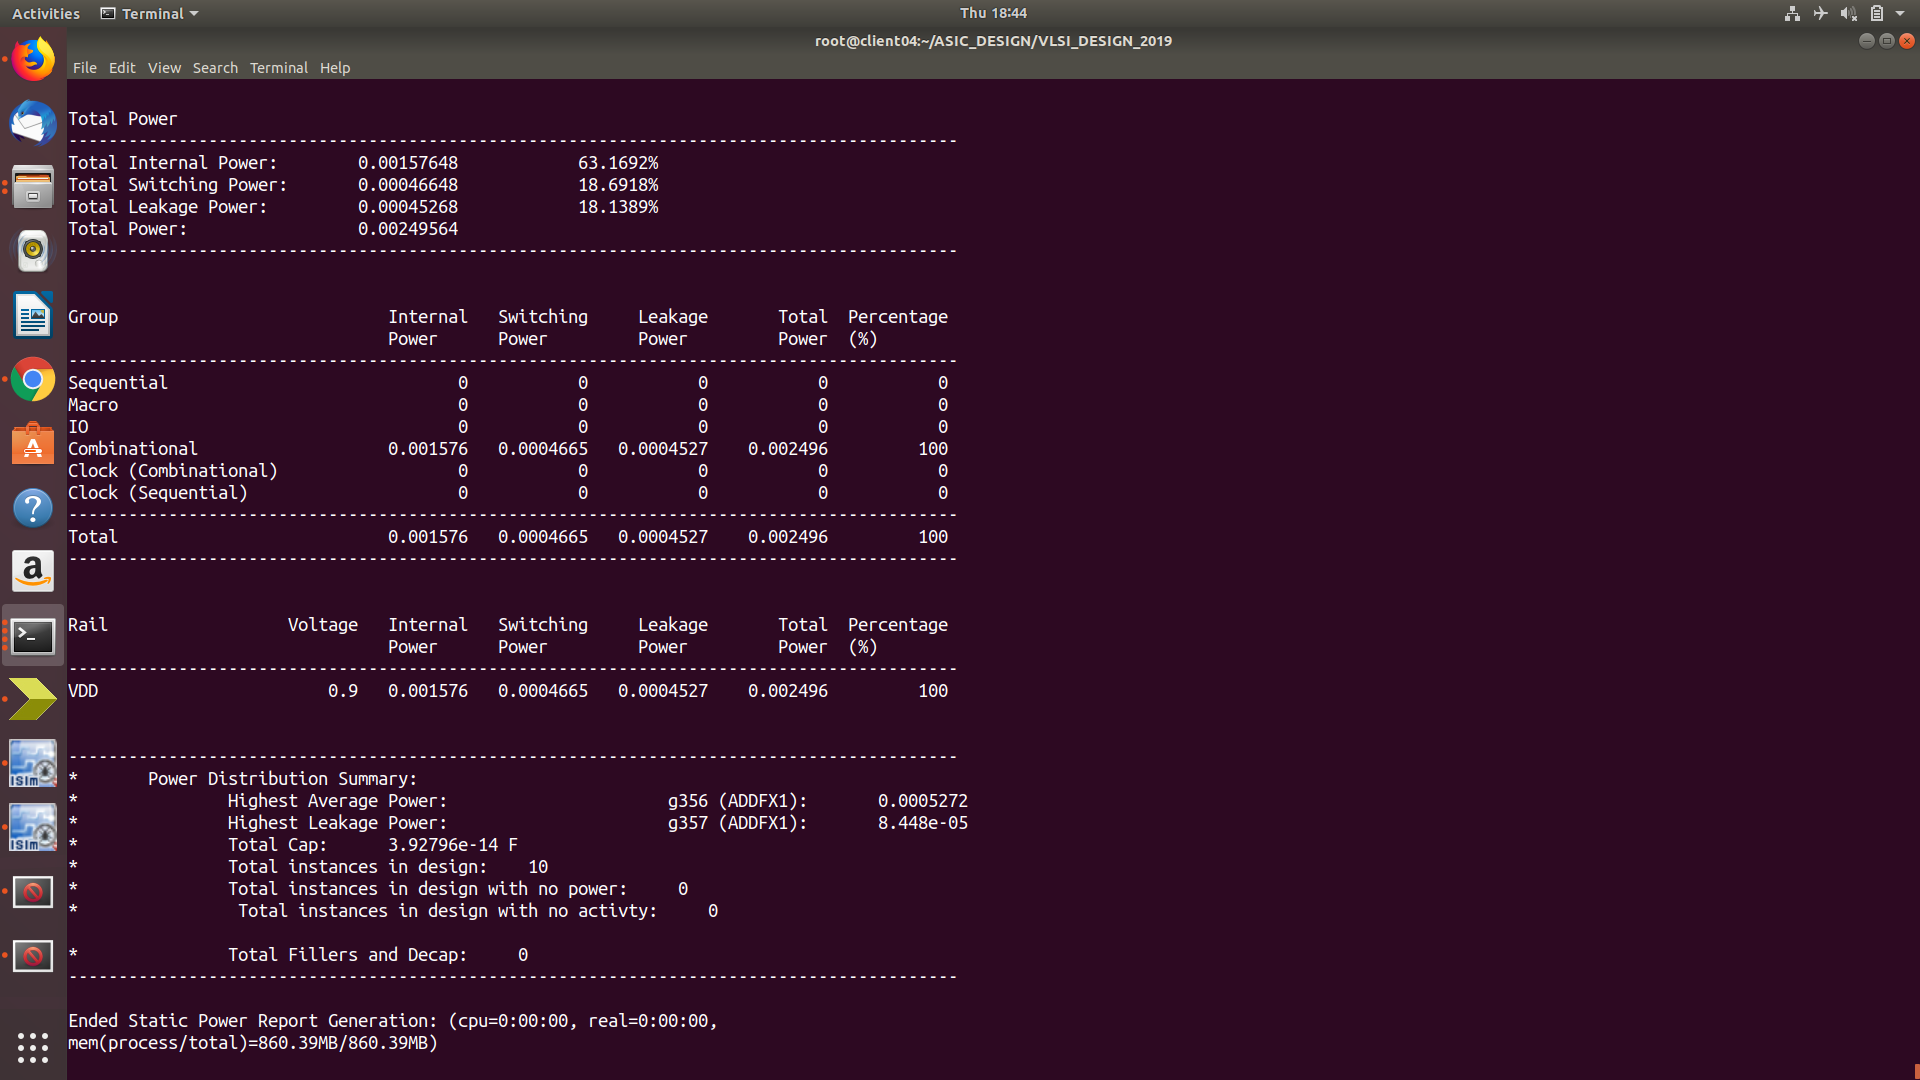 Activities Terminal Thu 18:44
root@client04:~/ASIC_DESIGN/VLSI_DESIGN_2019
File Edit View Search Terminal Help
Total Power
-----------------------------------------------------------------------------------------
Total Internal Power: 0.00157648 63.1692%
Total Switching Power: 0.00046648 18.6918%
Total Leakage Power: 0.00045268 18.1389%
Total Power: 0.00249564
-----------------------------------------------------------------------------------------
Group Internal Switching Leakage Total Percentage
Power Power Power Power (%)
-----------------------------------------------------------------------------------------
Sequential 0 0 0 0 0
Macro 0 0 0 0 0
IO 0 0 0 0 0
Combinational 0.001576 0.0004665 0.0004527 0.002496 100
Clock (Combinational) 0 0 0 0 0
Clock (Sequential) 0 0 0 0 0
-----------------------------------------------------------------------------------------
Total 0.001576 0.0004665 0.0004527 0.002496 100
-----------------------------------------------------------------------------------------
Rail Voltage Internal Switching Leakage Total Percentage
Power Power Power Power (%)
-----------------------------------------------------------------------------------------
VDD 0.9 0.001576 0.0004665 0.0004527 0.002496 100
-----------------------------------------------------------------------------------------
* Power Distribution Summary:
* Highest Average Power: g356 (ADDFX1): 0.0005272
* Highest Leakage Power: g357 (ADDFX1): 8.448e-05
* Total Cap: 3.92796e-14 F
* Total instances in design: 10
* Total instances in design with no power: 0
* Total instances in design with no activty: 0
* Total Fillers and Decap: 0
-----------------------------------------------------------------------------------------
Ended Static Power Report Generation: (cpu=0:00:00, real=0:00:00,
mem(process/total)=860.39MB/860.39MB)
A
?
a
>_
ISim
ISim